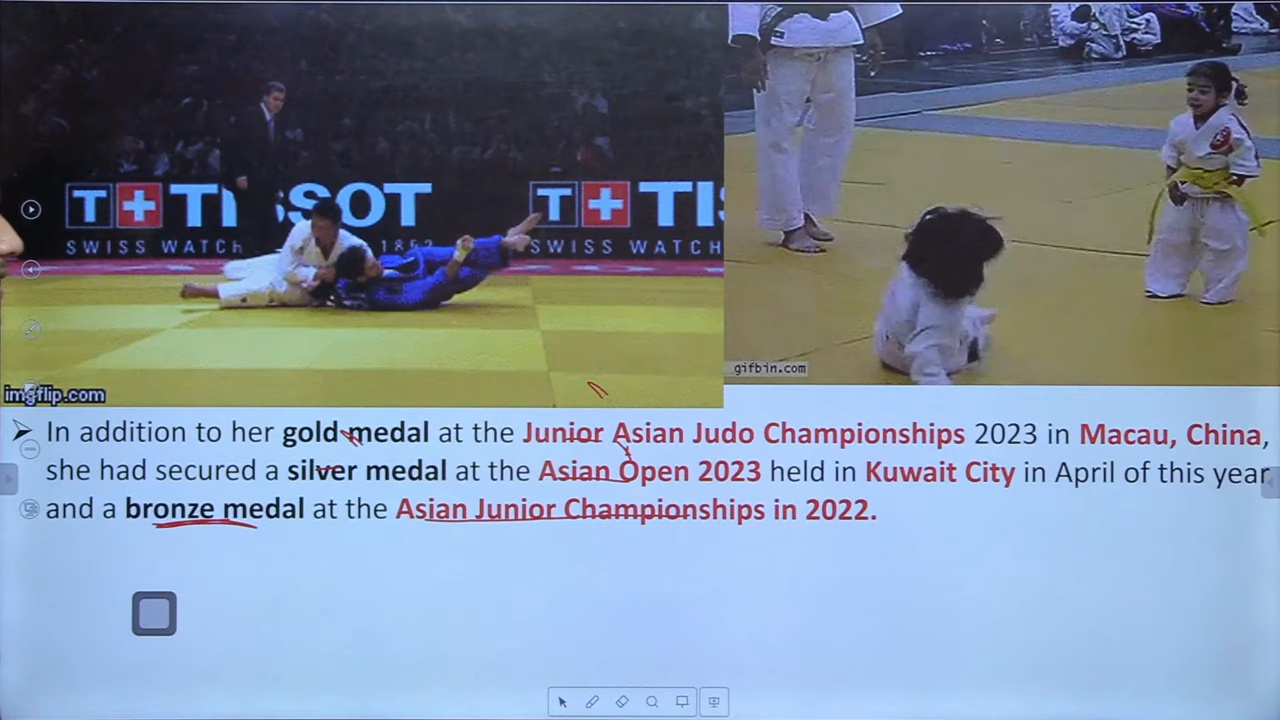 T+TISSOT T+TIS
SWISS WATCH 1853 SWISS WATCH
gifbin.com
imgflip.com
➤ In addition to her gold medal at the Junior Asian Judo Championships 2023 in Macau, China,
she had secured a silver medal at the Asian Open 2023 held in Kuwait City in April of this year
and a bronze medal at the Asian Junior Championships in 2022.